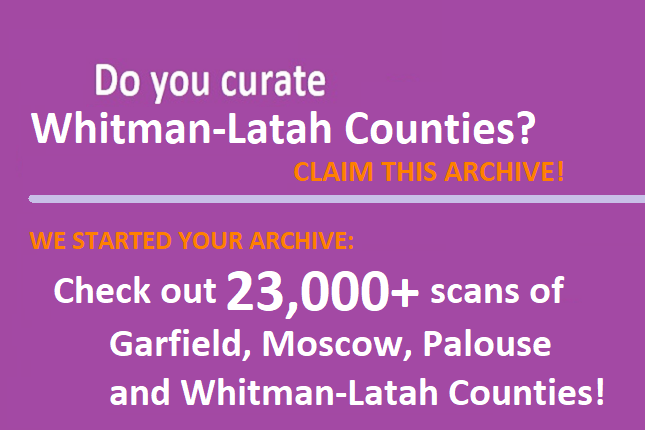 Do you curate
Whitman-Latah Counties?
CLAIM THIS ARCHIVE!
WE STARTED YOUR ARCHIVE:
Check out 23,000+ scans of
Garfield, Moscow, Palouse
and Whitman-Latah Counties!